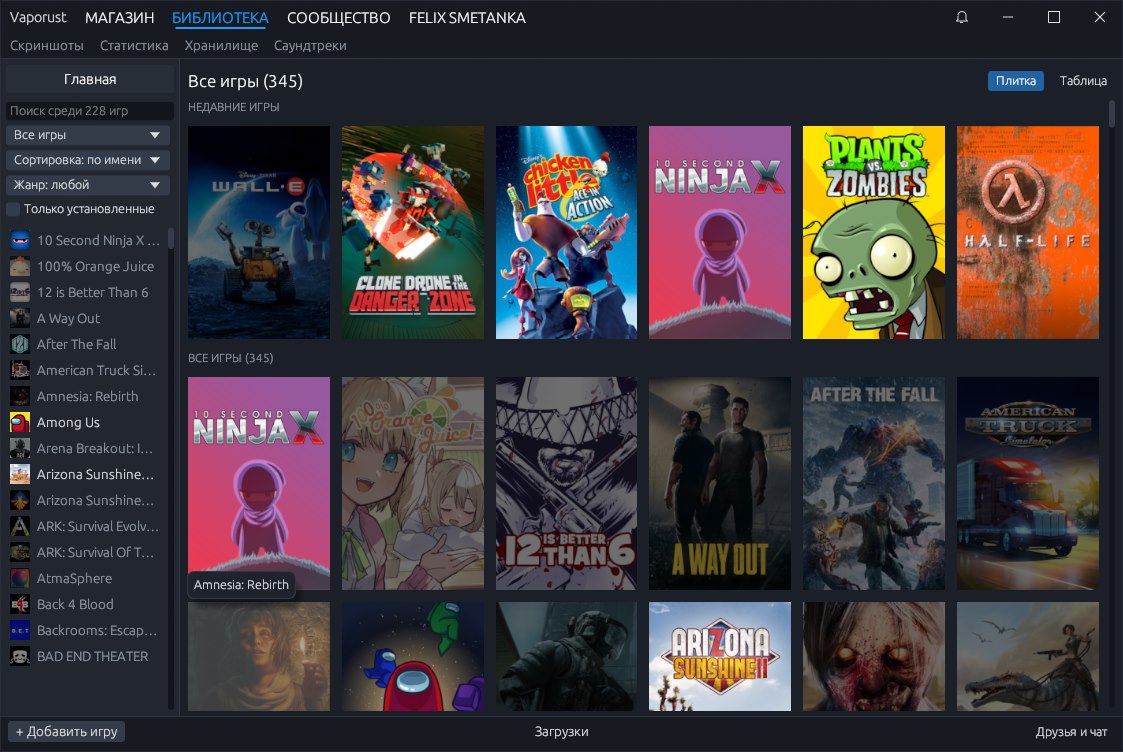 Vaporust МАГАЗИН БИБЛИОТЕКА СООБЩЕСТВО FELIX SMETANKA
Скриншоты Статистика Хранилище Саундтреки
Главная
Поиск среди 228 игр
Все игры
Сортировка: по имени
Жанр: любой
Только установленные
10 Second Ninja X ...
100% Orange Juice
12 is Better Than 6
A Way Out
After The Fall
American Truck Si...
Amnesia: Rebirth
Among Us
Arena Breakout: I...
Arizona Sunshine...
Arizona Sunshine...
ARK: Survival Evolv...
ARK: Survival Of T...
AtmaSphere
Back 4 Blood
Backrooms: Escap...
BAD END THEATER
Все игры (345)
Плитка Таблица
НЕДАВНИЕ ИГРЫ
WALL·E
CLONE DRONE IN THE
DANGER ZONE
Disney's
chicken
little
ACE IN
ACTION
10 SECOND
NINJA X
PLANTS
VS.
ZOMBIES
HALF-LIFE
ВСЕ ИГРЫ (345)
10 SECOND
NINJA X
100%
Orange
Juice!
12 IS BETTER
THAN 6
A WAY OUT
AFTER THE FALL
AMERICAN
TRUCK
Simulator
Amnesia: Rebirth
ARIZONA
SUNSHINE II
+ Добавить игру
Загрузки
Друзья и чат